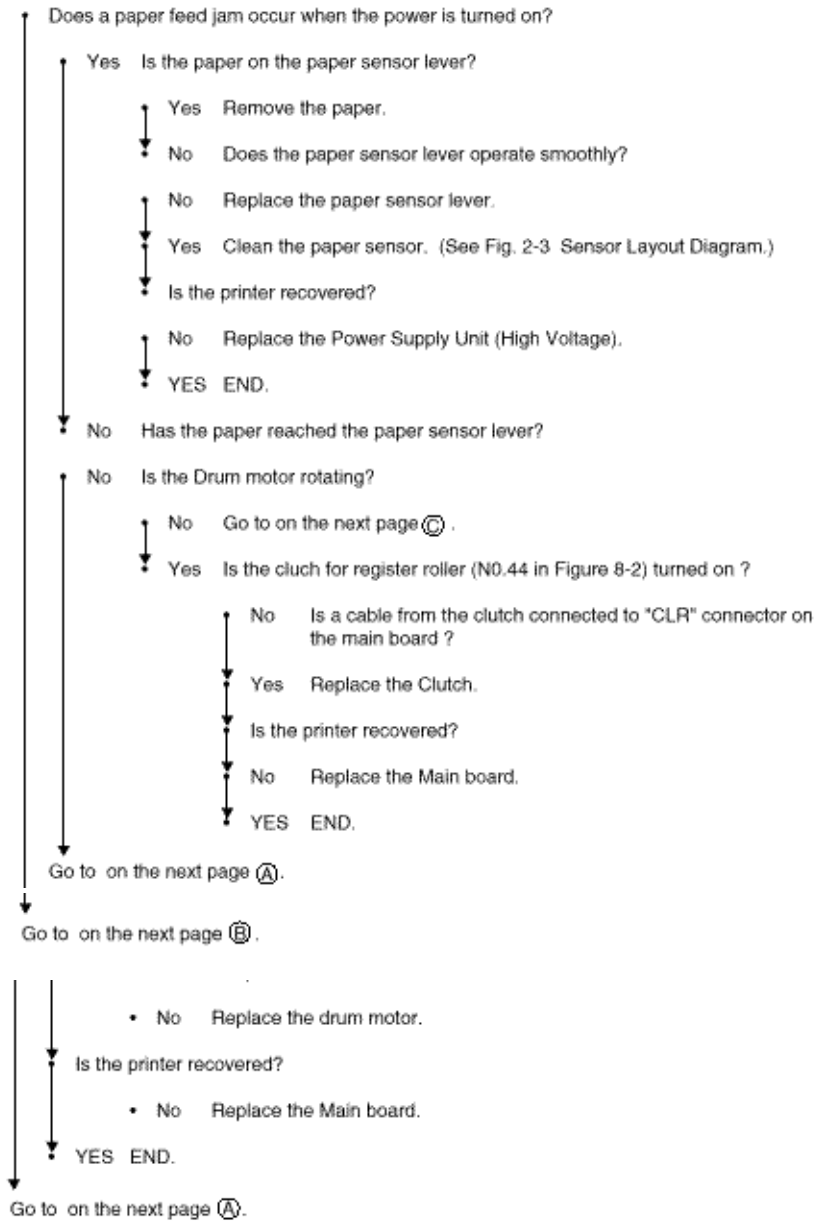 Does a paper feed jam occur when the power is turned on?
Yes Is the paper on the paper sensor lever?
Yes Remove the paper.
No Does the paper sensor lever operate smoothly?
No Replace the paper sensor lever.
Yes Clean the paper sensor. (See Fig. 2-3 Sensor Layout Diagram.)
Is the printer recovered?
No Replace the Power Supply Unit (High Voltage).
YES END.
No Has the paper reached the paper sensor lever?
No Is the Drum motor rotating?
No Go to on the next page Ⓒ .
Yes Is the cluch for register roller (N0.44 in Figure 8-2) turned on ?
No Is a cable from the clutch connected to "CLR" connector on
the main board ?
Yes Replace the Clutch.
Is the printer recovered?
No Replace the Main board.
YES END.
Go to on the next page Ⓐ.
Go to on the next page Ⓑ .
No Replace the drum motor.
Is the printer recovered?
No Replace the Main board.
YES END.
Go to on the next page Ⓐ.